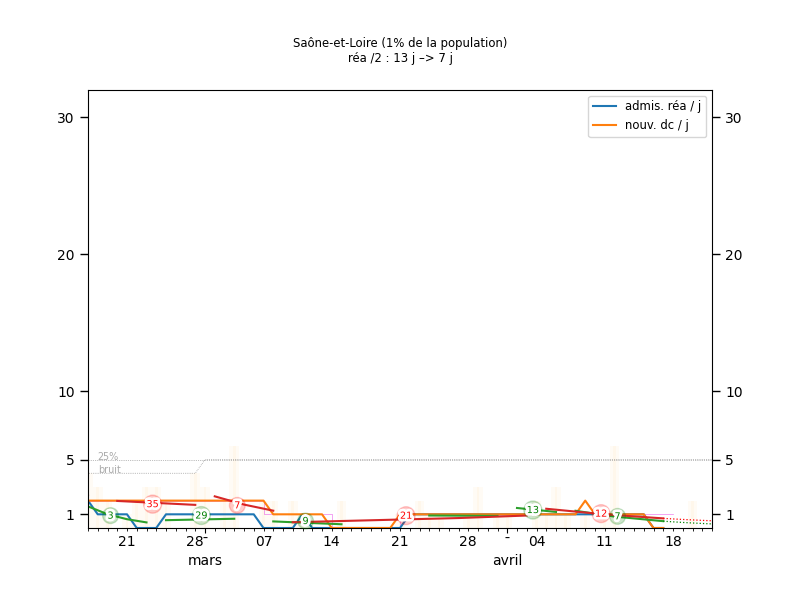 Saône-et-Loire (1% de la population)
réa /2 : 13 j –> 7 j
admis. réa / j
nouv. dc / j
30 30
20 20
10 10
5 5
1 1
25%
bruit
3 35 29 7 9 21 13 12 7
21 28 07 14 21 28 04 11 18
mars avril